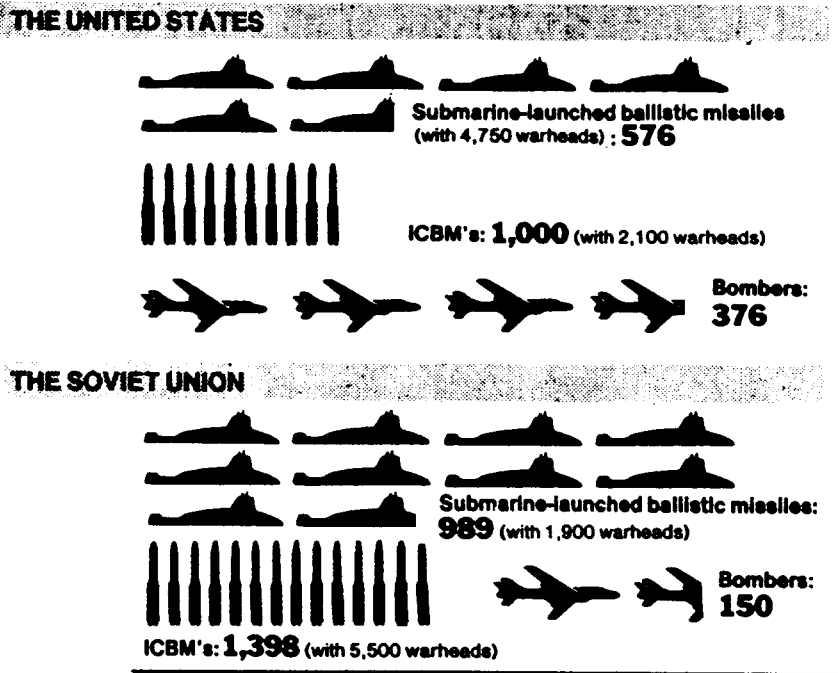 THE UNITED STATES
Submarine-launched ballistic missiles
(with 4,750 warheads) : 576
ICBM's: 1,000 (with 2,100 warheads)
Bombers:
376
THE SOVIET UNION
Submarine-launched ballistic missiles:
989 (with 1,900 warheads)
Bombers:
150
ICBM's: 1,398 (with 5,500 warheads)